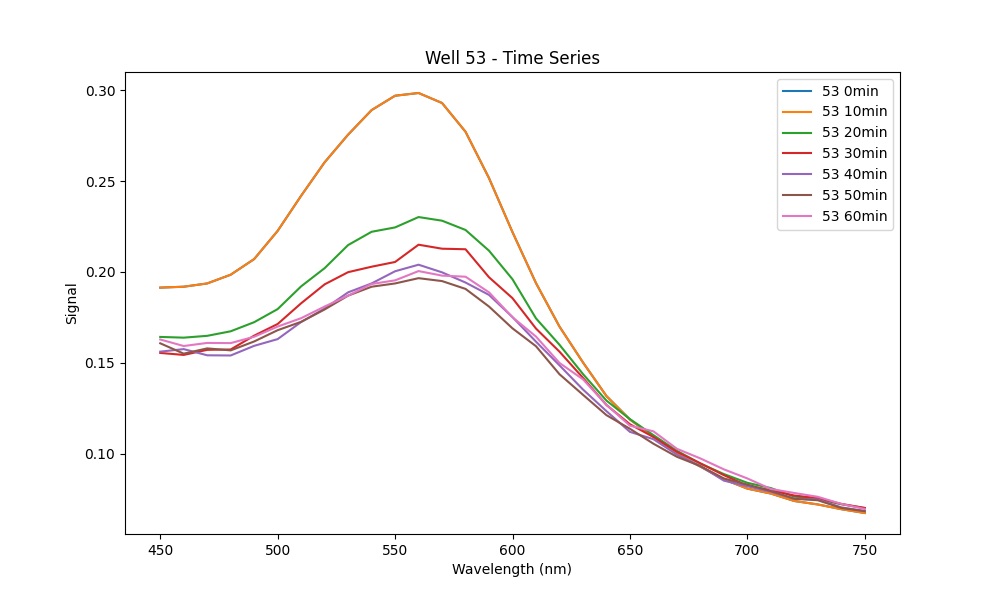 Well 53 - Time Series
0.30
0.25
0.20
0.15
0.10
Signal
450 500 550 600 650 700 750
Wavelength (nm)
53 0min
53 10min
53 20min
53 30min
53 40min
53 50min
53 60min